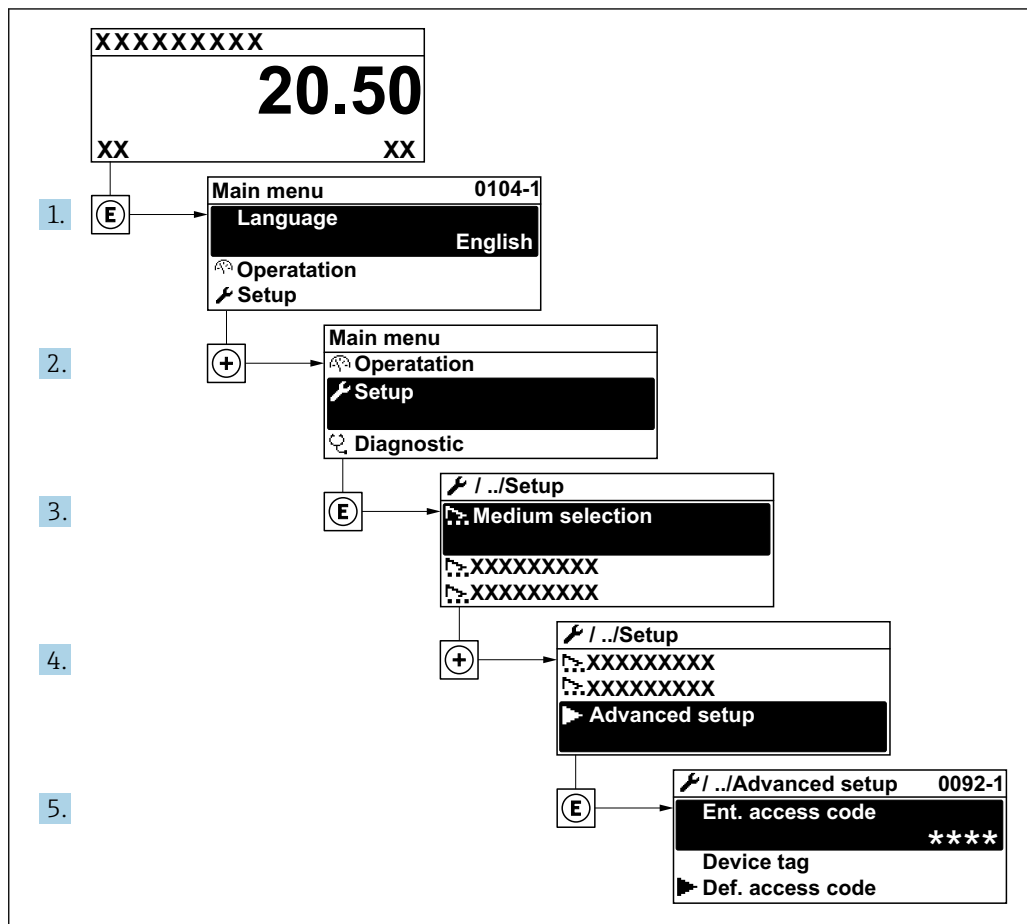 XXXXXXXXX
20.50
XX XX
1. E
Main menu 0104-1
Language
English
Operatation
Setup
2. +
Main menu
Operatation
Setup
Diagnostic
3. E
/ ../Setup
Medium selection
XXXXXXXXX
XXXXXXXXX
4. +
/ ../Setup
XXXXXXXXX
XXXXXXXXX
Advanced setup
5. E
/ ../Advanced setup 0092-1
Ent. access code
****
Device tag
Def. access code